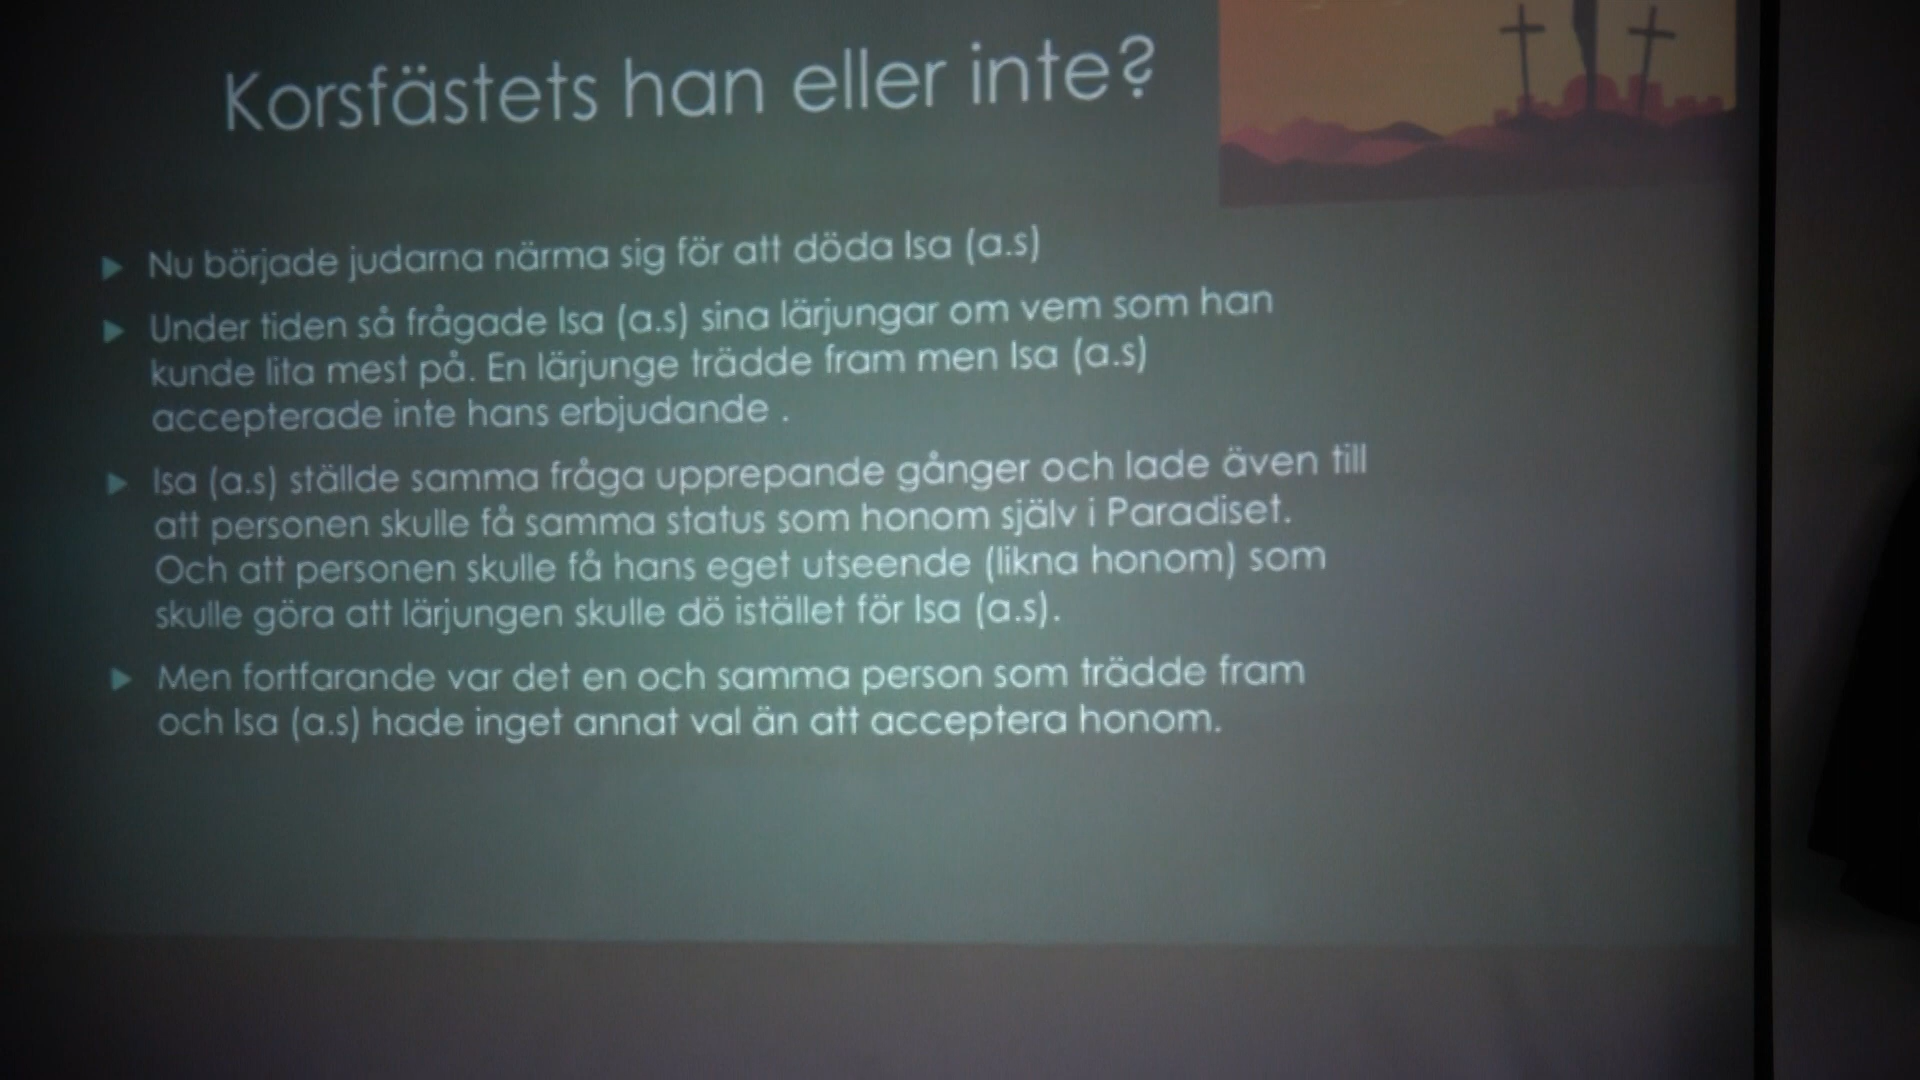 Korsfästets han eller inte?
Nu började judarna närma sig för att döda Isa (a.s)
Under tiden så frågade Isa (a.s) sina lärjungar om vem som han
kunde lita mest på. En lärjunge trädde fram men Isa (a.s)
accepterade inte hans erbjudande .
Isa (a.s) ställde samma fråga upprepande gånger och lade även till
att personen skulle få samma status som honom själv i Paradiset.
Och att personen skulle få hans eget utseende (likna honom) som
skulle göra att lärjungen skulle dö istället för Isa (a.s).
Men fortfarande var det en och samma person som trädde fram
och Isa (a.s) hade inget annat val än att acceptera honom.